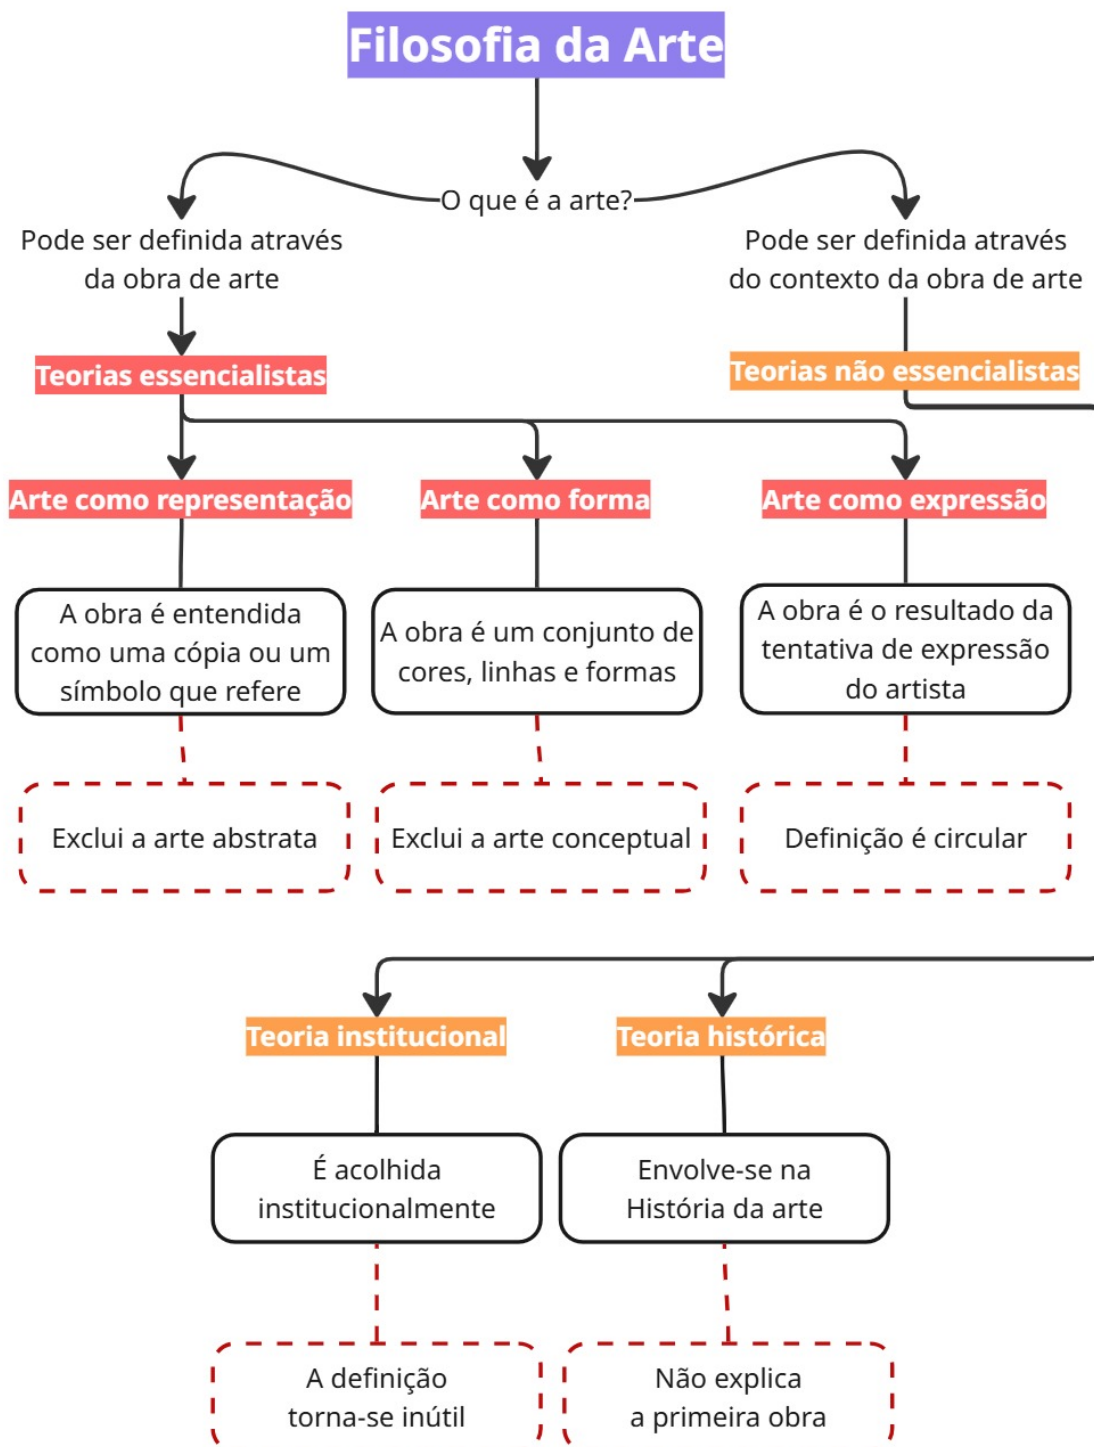 Filosofia da Arte
O que é a arte?
Pode ser definida através
da obra de arte
Pode ser definida através
do contexto da obra de arte
Teorias essencialistas
Teorias não essencialistas
Arte como representação
Arte como forma
Arte como expressão
A obra é entendida
como uma cópia ou um
símbolo que refere
A obra é um conjunto de
cores, linhas e formas
A obra é o resultado da
tentativa de expressão
do artista
Exclui a arte abstrata
Exclui a arte conceptual
Definição é circular
Teoria institucional
Teoria histórica
É acolhida
institucionalmente
Envolve-se na
História da arte
A definição
torna-se inútil
Não explica
a primeira obra